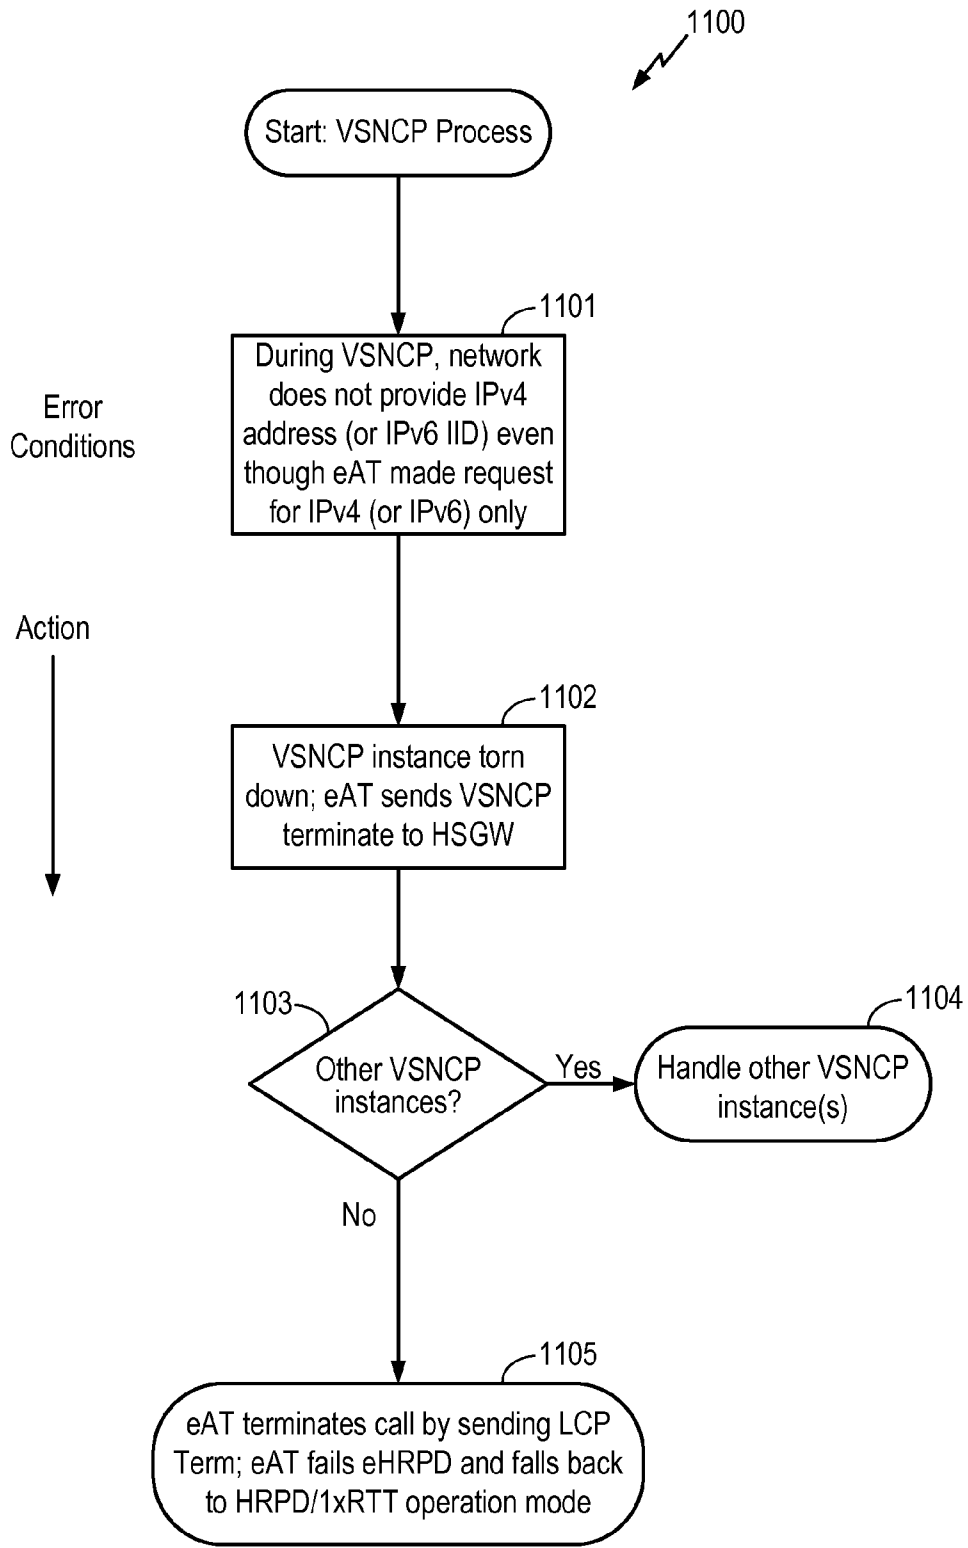 1100
Start: VSNCP Process
1101
During VSNCP, network
does not provide IPv4
address (or IPv6 IID) even
though eAT made request
for IPv4 (or IPv6) only
Error
Conditions
Action
1102
VSNCP instance torn
down; eAT sends VSNCP
terminate to HSGW
1103
Other VSNCP
instances?
Yes
1104
Handle other VSNCP
instance(s)
No
1105
eAT terminates call by sending LCP
Term; eAT fails eHRPD and falls back
to HRPD/1xRTT operation mode